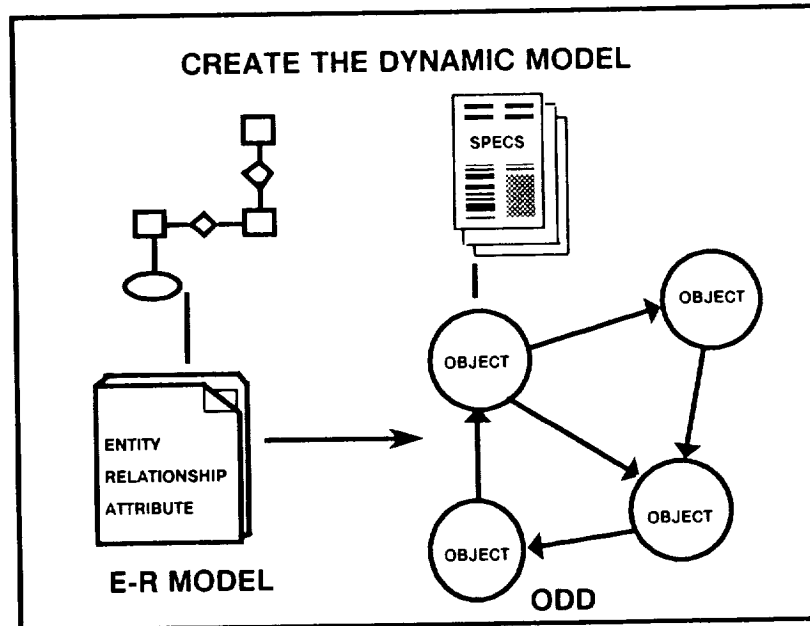 CREATE THE DYNAMIC MODEL
SPECS
OBJECT
OBJECT
ENTITY
RELATIONSHIP
ATTRIBUTE
OBJECT
OBJECT
E-R MODEL
ODD